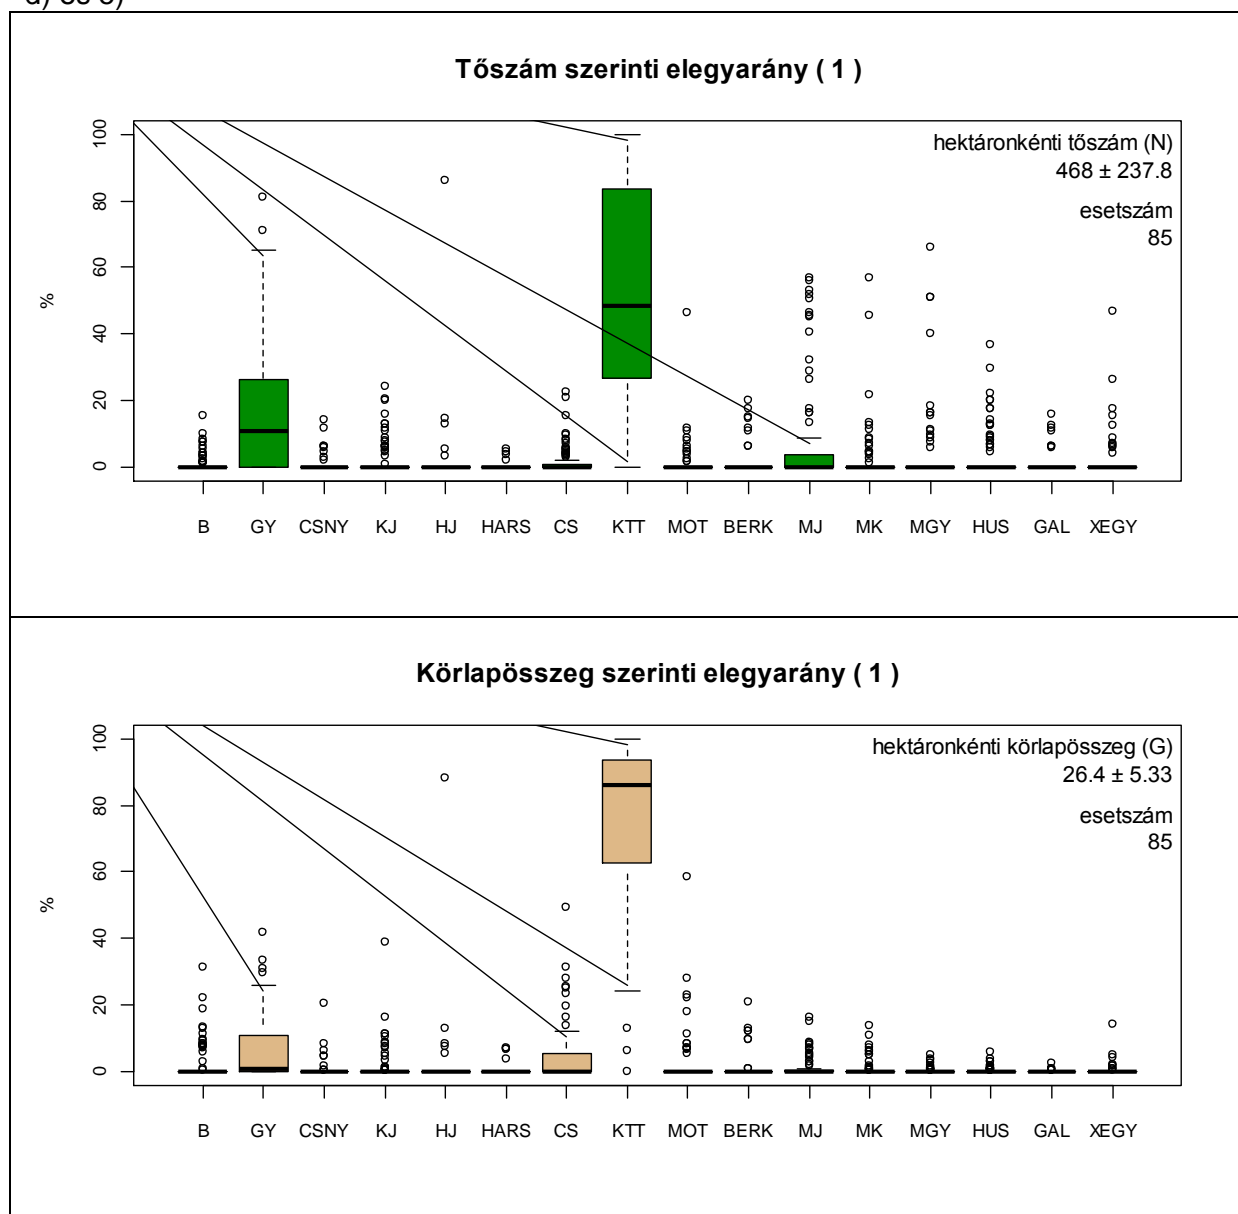 d) és e)
Tőszám szerinti elegyarány ( 1 )
hektáronkénti tőszám (N)
468 ± 237.8
esetszám
85
100
80
60
40
20
0
%
B GY CSNY KJ HJ HARS CS KTT MOT BERK MJ MK MGY HUS GAL XEGY
Körlapösszeg szerinti elegyarány ( 1 )
hektáronkénti körlapösszeg (G)
26.4 ± 5.33
esetszám
85
100
80
60
40
20
0
%
B GY CSNY KJ HJ HARS CS KTT MOT BERK MJ MK MGY HUS GAL XEGY